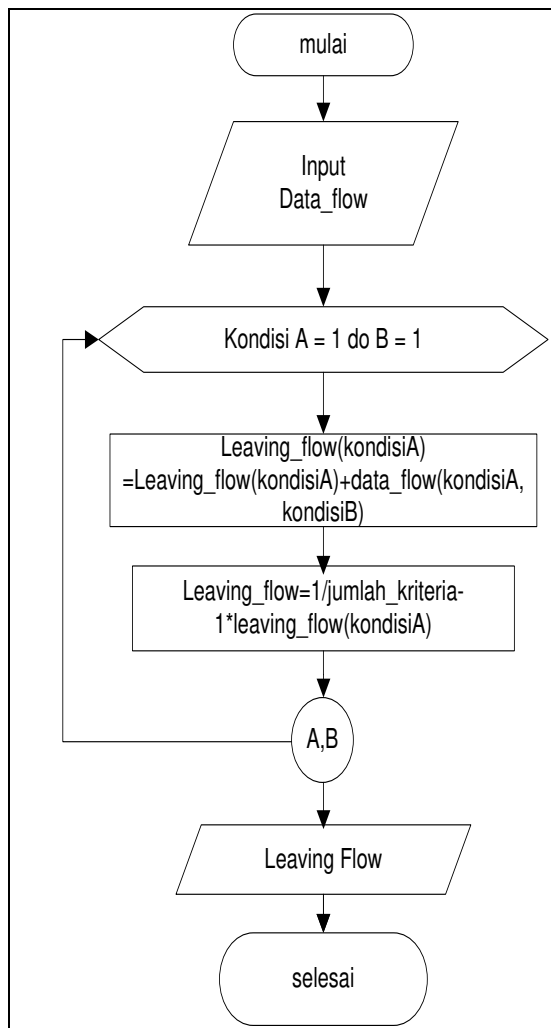 mulai
Input
Data_flow
Kondisi A = 1 do B = 1
Leaving_flow(kondisiA)
=Leaving_flow(kondisiA)+data_flow(kondisiA,
kondisiB)
Leaving_flow=1/jumlah_kriteria-
1*leaving_flow(kondisiA)
A,B
Leaving Flow
selesai